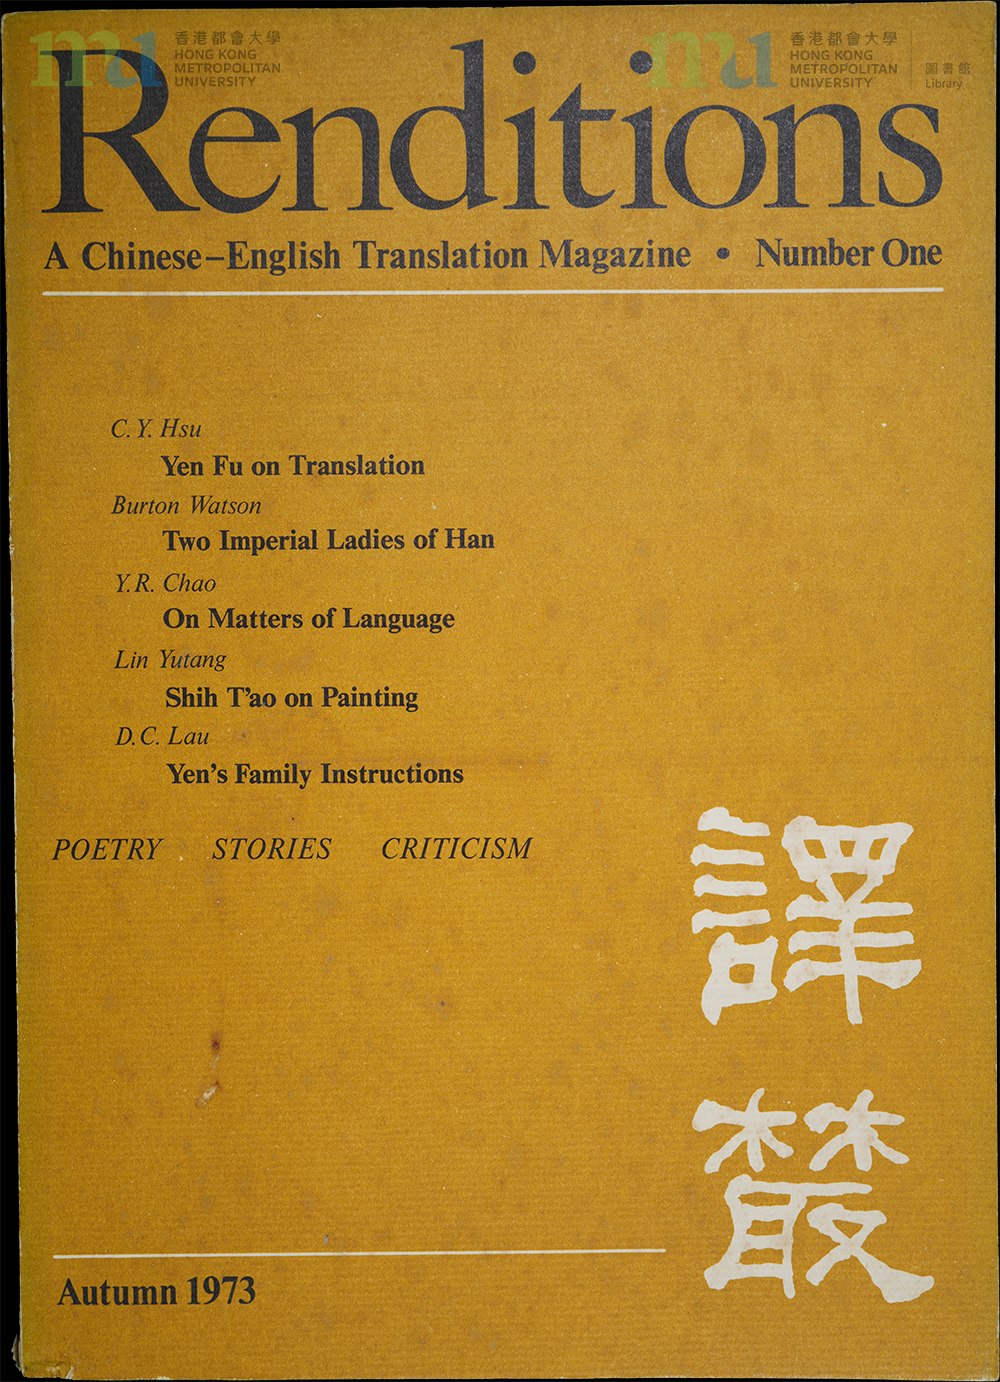 香港都會大學
HONG KONG
METROPOLITAN
UNIVERSITY
香港都會大學
HONG KONG
METROPOLITAN
UNIVERSITY
圖書館
Library
Renditions
A Chinese–English Translation Magazine • Number One
C. Y. Hsu
Yen Fu on Translation
Burton Watson
Two Imperial Ladies of Han
Y.R. Chao
On Matters of Language
Lin Yutang
Shih T'ao on Painting
D.C. Lau
Yen's Family Instructions
POETRY STORIES CRITICISM
譯
叢
Autumn 1973